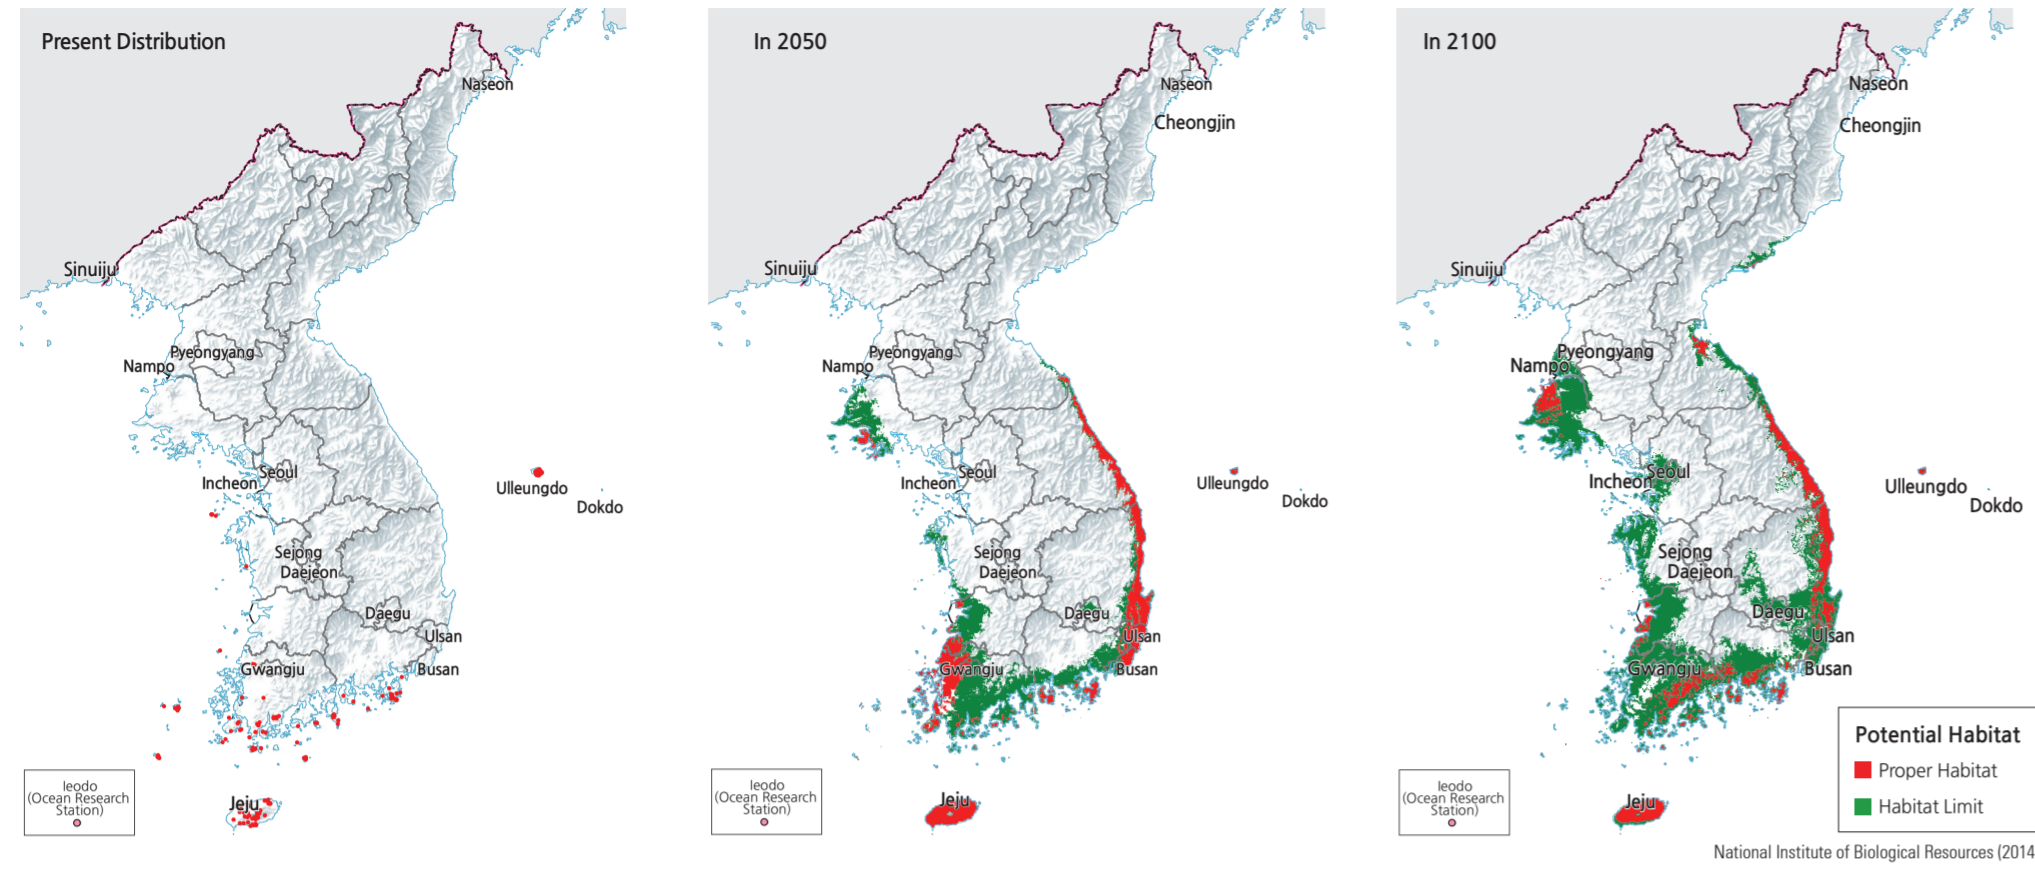 Present Distribution
Naseon
Sinuiju
Pyeongyang
Nampo
Seoul
Incheon
Ulleungdo
Dokdo
Sejong
Daejeon
Daegu
Ulsan
Gwangju
Busan
Ieodo
(Ocean Research
Station)
Jeju
In 2050
Naseon
Cheongjin
Sinuiju
Pyeongyang
Nampo
Seoul
Incheon
Ulleungdo
Dokdo
Sejong
Daejeon
Daegu
Ulsan
Gwangju
Busan
Ieodo
(Ocean Research
Station)
Jeju
In 2100
Naseon
Cheongjin
Sinuiju
Pyeongyang
Nampo
Seoul
Incheon
Ulleungdo
Dokdo
Sejong
Daejeon
Daegu
Ulsan
Gwangju
Busan
Ieodo
(Ocean Research
Station)
Jeju
Potential Habitat
Proper Habitat
Habitat Limit
National Institute of Biological Resources (2014